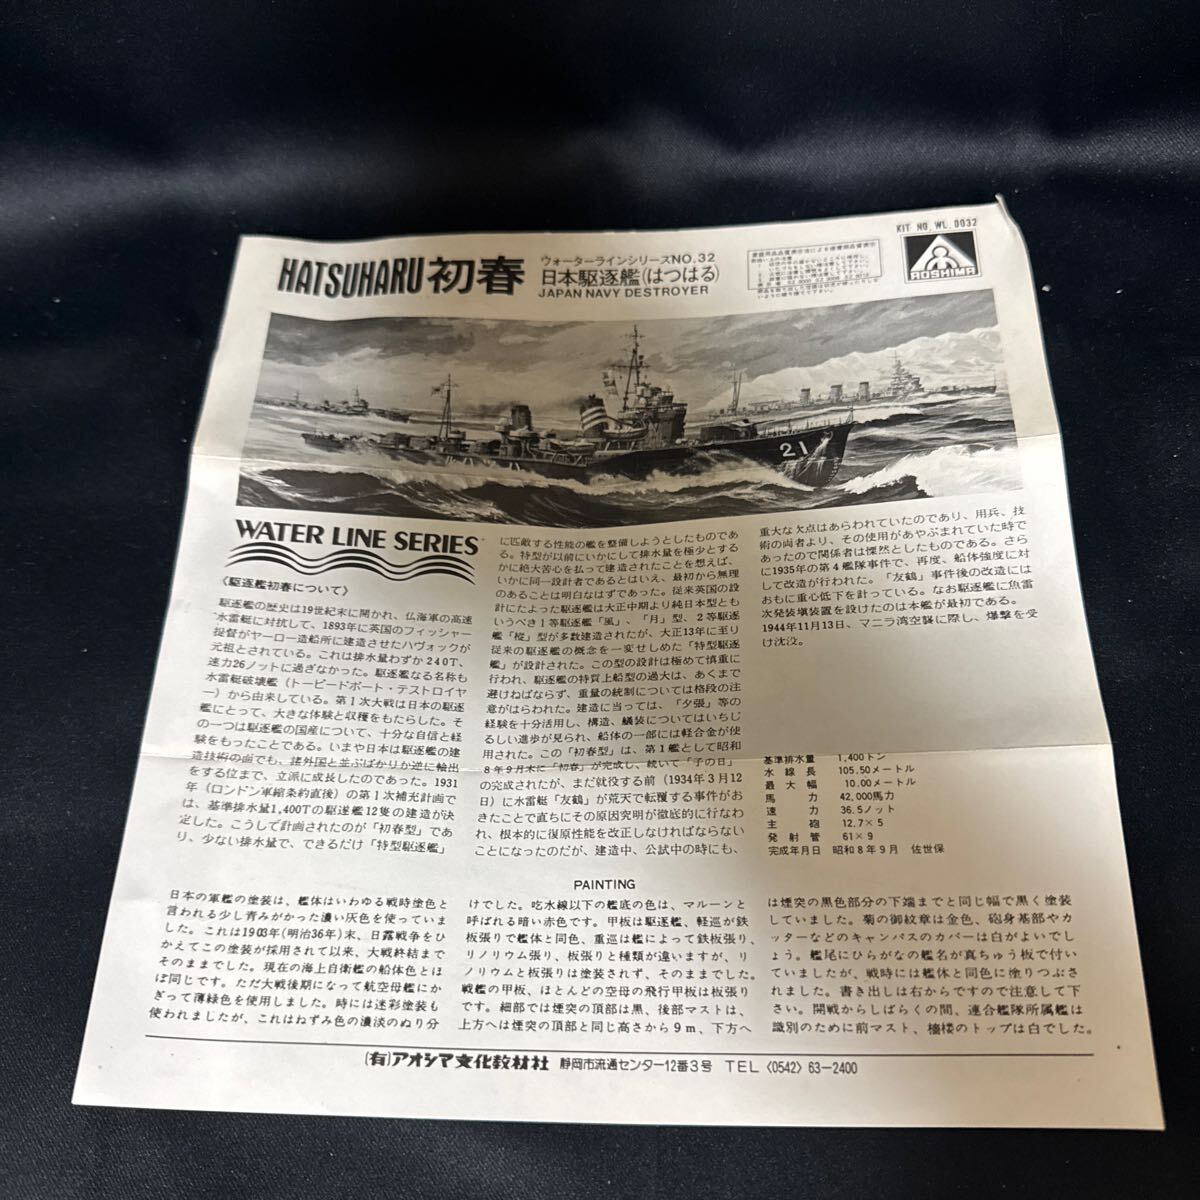 KIT NO. WL. 0032
AOSHIMA
HATSUHARU 初春
ウォーターラインシリーズNO.32
日本駆逐艦(はつはる)
JAPAN NAVY DESTROYER
21
WATER LINE SERIES
〈駆逐艦初春について〉
駆逐艦の歴史は19世紀末に開かれ、仏海軍の高速
水雷艇に対抗して、1893年に英国のフィッシャー
提督がヤーロー造船所に建造させたハヴォックが
元祖とされている。これは排水量わずか240T、
速力26ノットに過ぎなかった。駆逐艦なる名称も
水雷艇破壊艦（トーピードボート・テストロイヤ
ー）から由来している。第1次大戦は日本の駆逐
艦にとって、大きな体験と収穫をもたらした。そ
の一つは駆逐艦の国産について、十分な自信と経
験をもったことである。いまや日本は駆逐艦の建
造技術の面でも、諸外国と並ぶばかりか逆に輸出
をする位まで、立派に成長したのであった。1931
年（ロンドン軍縮条約直後）の第1次補充計画で
は、基準排水量1,400Tの駆逐艦12隻の建造が決
定した。こうして計画されたのが「初春型」であ
り、少ない排水量で、できるだけ「特型駆逐艦」
に匹敵する性能の艦を整備しようとしたものであ
る。特型が以前にいかにして排水量を極少とする
かに絶大苦心を払って建造されたことを想えば、
いかに同一設計者であるとはいえ、最初から無理
のあることは明白なはずであった。従来英国の設
計にたよった駆逐艦は大正中期より純日本型とも
いうべき1等駆逐艦「風」、「月」型、2等駆逐
艦「樅」型が多数建造されたが、大正13年に至り
従来の駆逐艦の概念を一変せしめた「特型駆逐
艦」が設計された。この型の設計は極めて慎重に
行われ、駆逐艦の特質上船型の過大は、あくまで
避けねばならず、重量の統制については格段の注
意がはらわれた。建造に当っては、「夕張」等の
経験を十分活用し、構造、艤装についてはいちじ
るしい進歩が見られ、船体の一部には軽合金が使
用された。この「初春型」は、第1艦として昭和
8年9月末に「初春」が完成し、続いて「子の日」
の完成されたが、まだ就役する前（1934年3月12
日）に水雷艇「友鶴」が荒天で転覆する事件がお
きたことで直ちにその原因究明が徹底的に行なわ
れ、根本的に復原性能を改正しなければならない
ことになったのだが、建造中、公試中の時にも、
重大な欠点はあらわれていたのであり、用兵、技
術の両者より、その使用があやぶまれていた時で
あったので関係者は慄然としたものである。さら
に1935年の第4艦隊事件で、再度、船体強度に対
して改造が行われた。「友鶴」事件後の改造には
おもに重心低下を計っている。なお駆逐艦に魚雷
次発装塡装置を設けたのは本艦が最初である。
1944年11月13日、マニラ湾空襲に際し、爆撃を受
け沈没。
基準排水量 1,400トン
水線長 105.50メートル
最大幅 10.00メートル
馬力 42,000馬力
速力 36.5ノット
主砲 12.7×5
発射管 61×9
完成年月日 昭和8年9月 佐世保
PAINTING
日本の軍艦の塗装は、艦体はいわゆる戦時塗色と
言われる少し青みがかった濃い灰色を使っていま
した。これは1903年(明治36年)末、日露戦争をひ
かえてこの塗装が採用されて以来、大戦終結まで
そのままでした。現在の海上自衛艦の船体色とほ
ぼ同じです。ただ大戦後期になって航空母艦にか
ぎって薄緑色を使用しました。時には迷彩塗装も
使われましたが、これはねずみ色の濃淡のぬり分
けでした。吃水線以下の艦底の色は、マルーンと
呼ばれる暗い赤色です。甲板は駆逐艦、軽巡が鉄
板張りで艦体と同色、重巡は艦によって鉄板張り、
リノリウム張り、板張りと種類が違いますが、リ
ノリウムと板張りは塗装されず、そのままでした。
戦艦の甲板、ほとんどの空母の飛行甲板は板張り
です。細部では煙突の頂部は黒、後部マストは、
上方へは煙突の頂部と同じ高さから9m、下方へ
は煙突の黒色部分の下端までと同じ幅で黒く塗装
していました。菊の御紋章は金色、砲身基部やカ
ッターなどのキャンバスのカバーは白がよいでし
ょう。艦尾にひらがなの艦名が真ちゅう板で付い
ていましたが、戦時には艦体と同色に塗りつぶさ
れました。書き出しは右からですので注意して下
さい。開戦からしばらくの間、連合艦隊所属艦は
識別のために前マスト、檣楼のトップは白でした。
(有)アオシマ文化教材社 静岡市流通センター12番3号 TEL〈0542〉63-2400